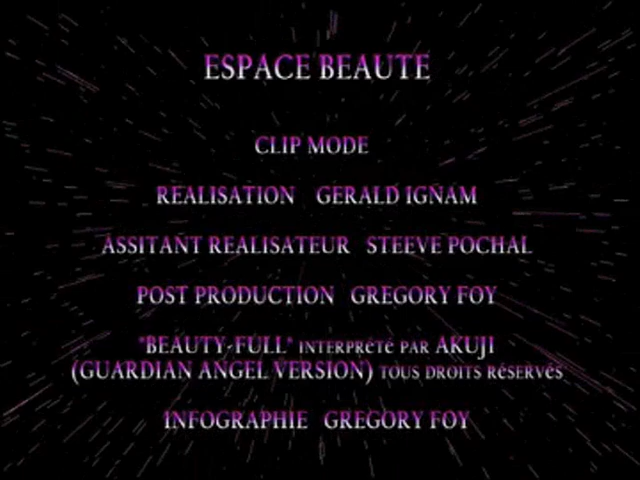 ESPACE BEAUTE
CLIP MODE
REALISATION GERALD IGNAM
ASSITANT REALISATEUR STEEVE POCHAL
POST PRODUCTION GREGORY FOY
"BEAUTY-FULL" INTERPRéTé PAR AKUJI
(GUARDIAN ANGEL VERSION) TOUS DROITS RéSERVéS
INFOGRAPHIE GREGORY FOY